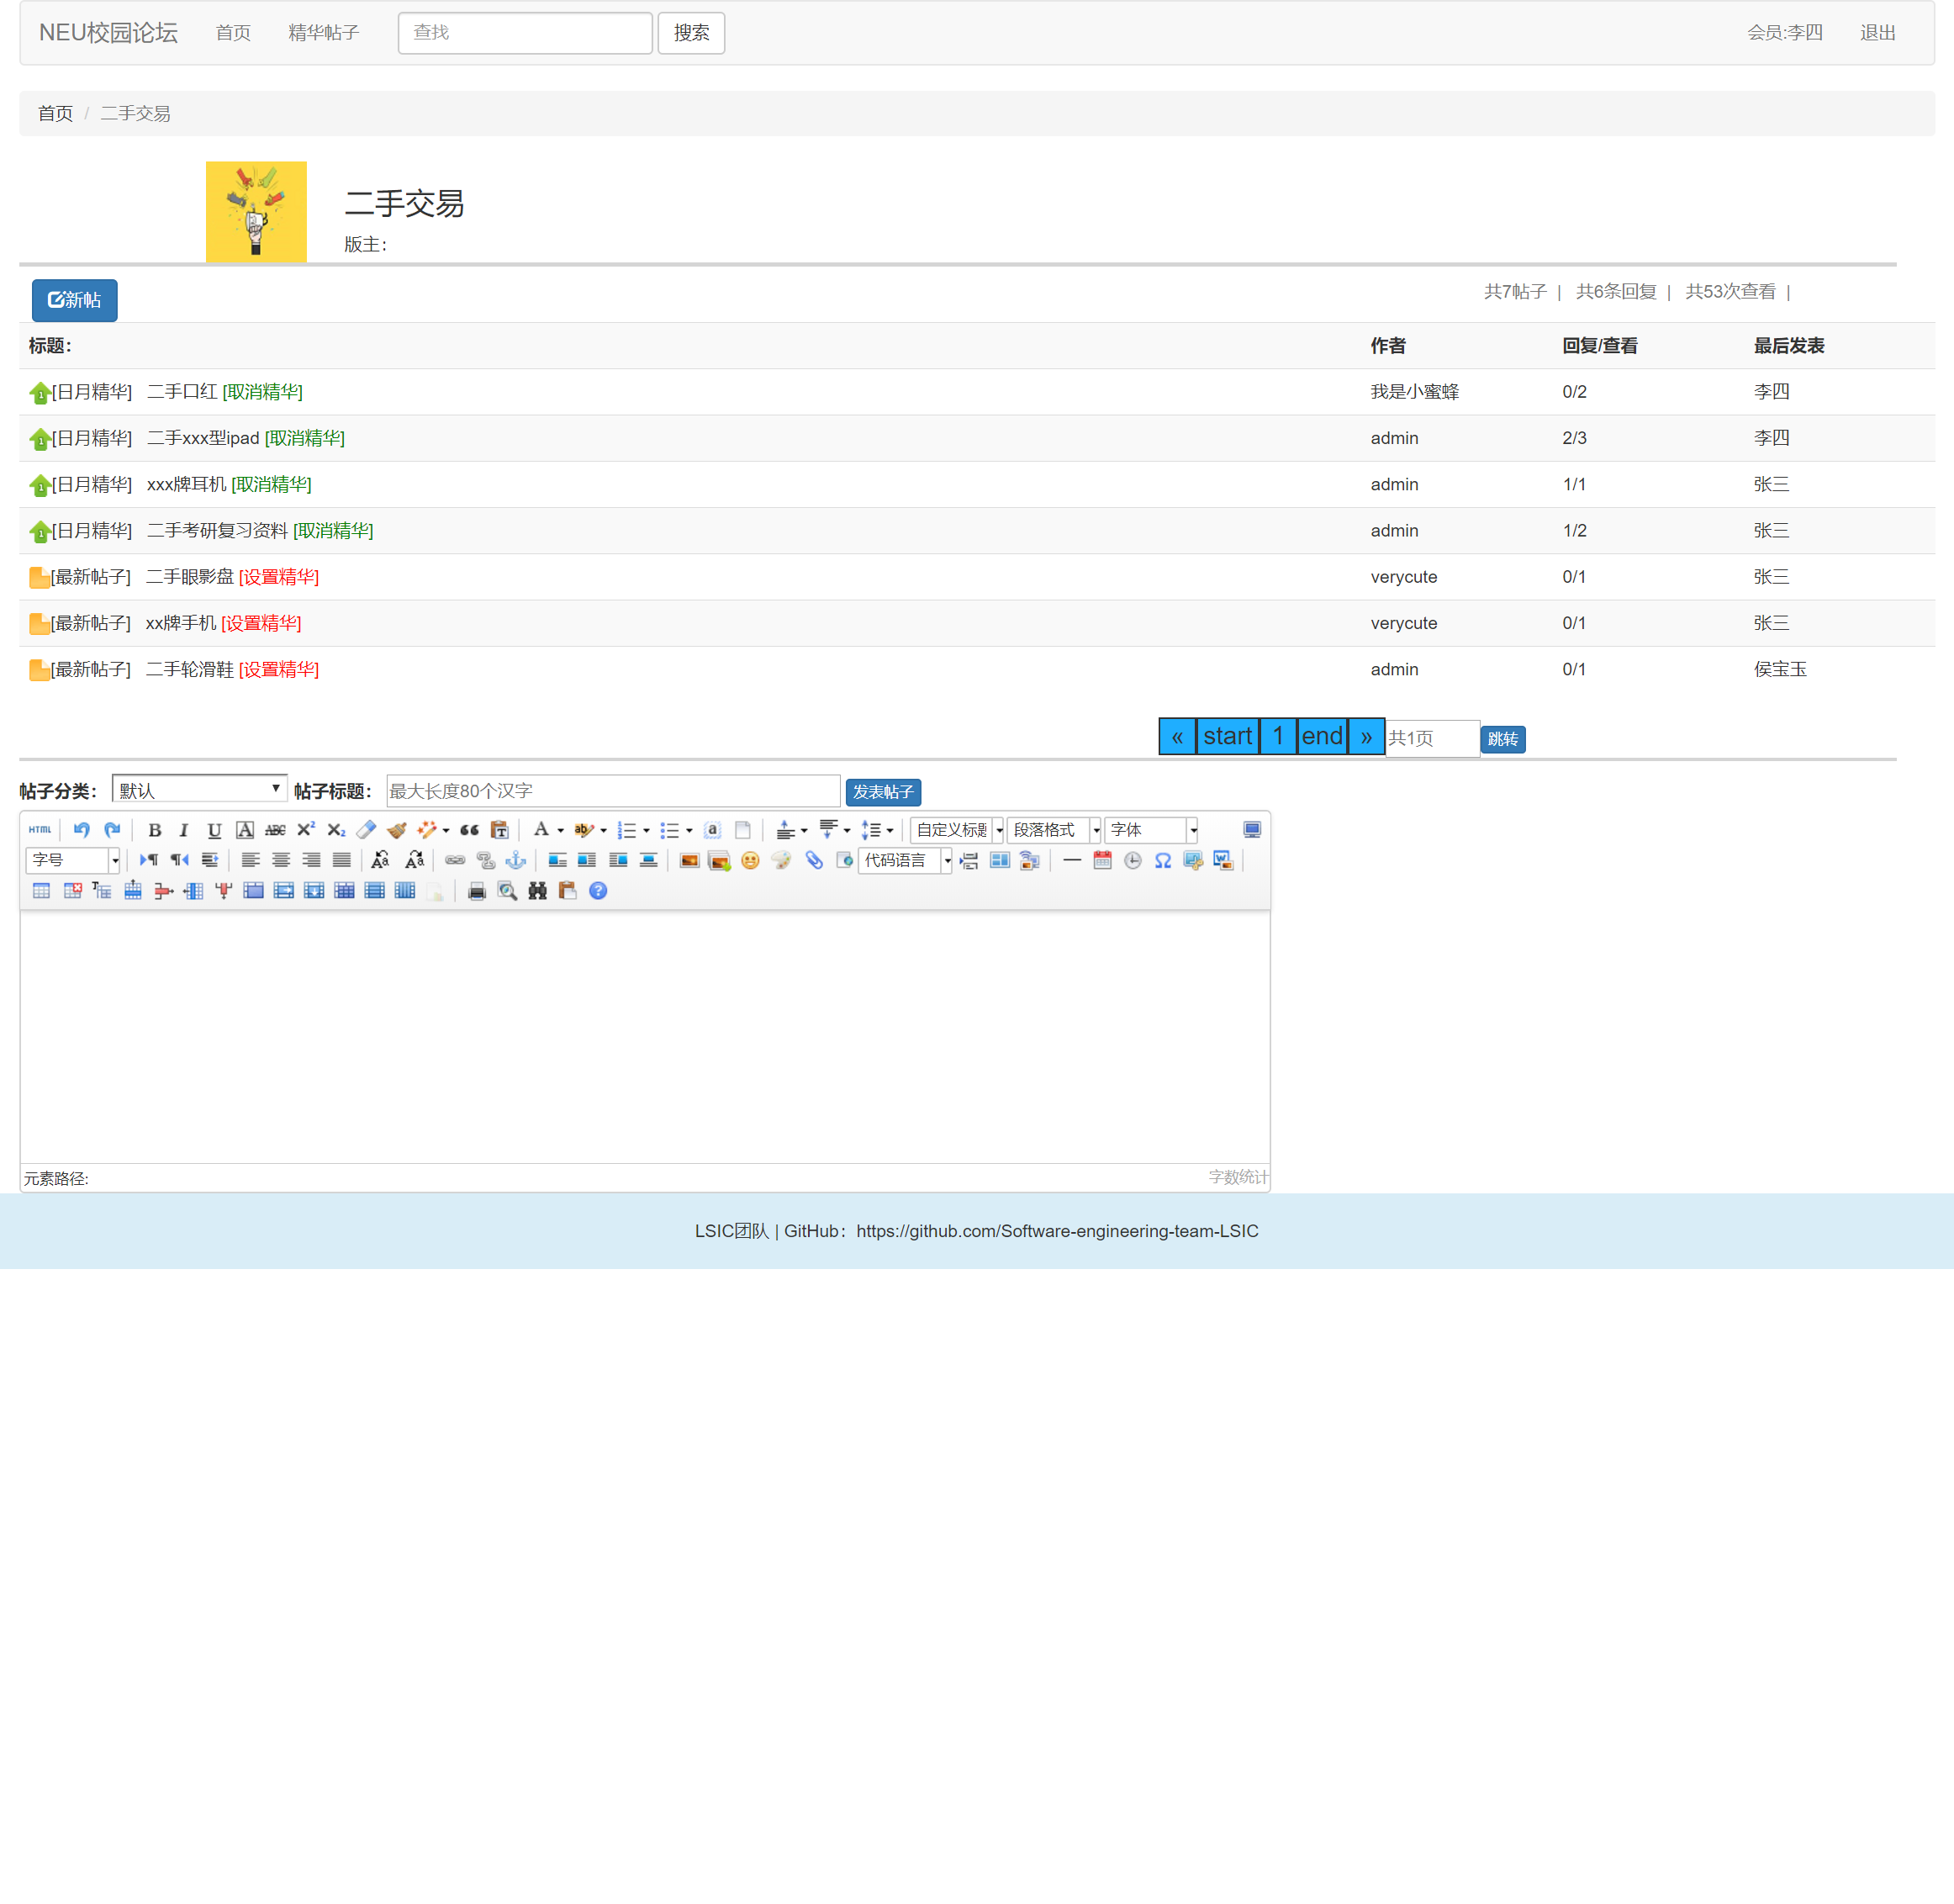 NEU校园论坛 首页 精华帖子 查找 搜索 会员:李四 退出
首页 / 二手交易
二手交易
版主：
新帖 共7帖子 | 共6条回复 | 共53次查看 |
标题： 作者 回复/查看 最后发表
[日月精华] 二手口红 [取消精华] 我是小蜜蜂 0/2 李四
[日月精华] 二手xxx型ipad [取消精华] admin 2/3 李四
[日月精华] xxx牌耳机 [取消精华] admin 1/1 张三
[日月精华] 二手考研复习资料 [取消精华] admin 1/2 张三
[最新帖子] 二手眼影盘 [设置精华] verycute 0/1 张三
[最新帖子] xx牌手机 [设置精华] verycute 0/1 张三
[最新帖子] 二手轮滑鞋 [设置精华] admin 0/1 侯宝玉
« start 1 end » 共1页 跳转
帖子分类： 默认 帖子标题： 最大长度80个汉字 发表帖子
HTML B I U A ABC X² X₂ A ab a 自定义标题 段落格式 字体
字号 代码语言
元素路径: 字数统计
LSIC团队 | GitHub：https://github.com/Software-engineering-team-LSIC